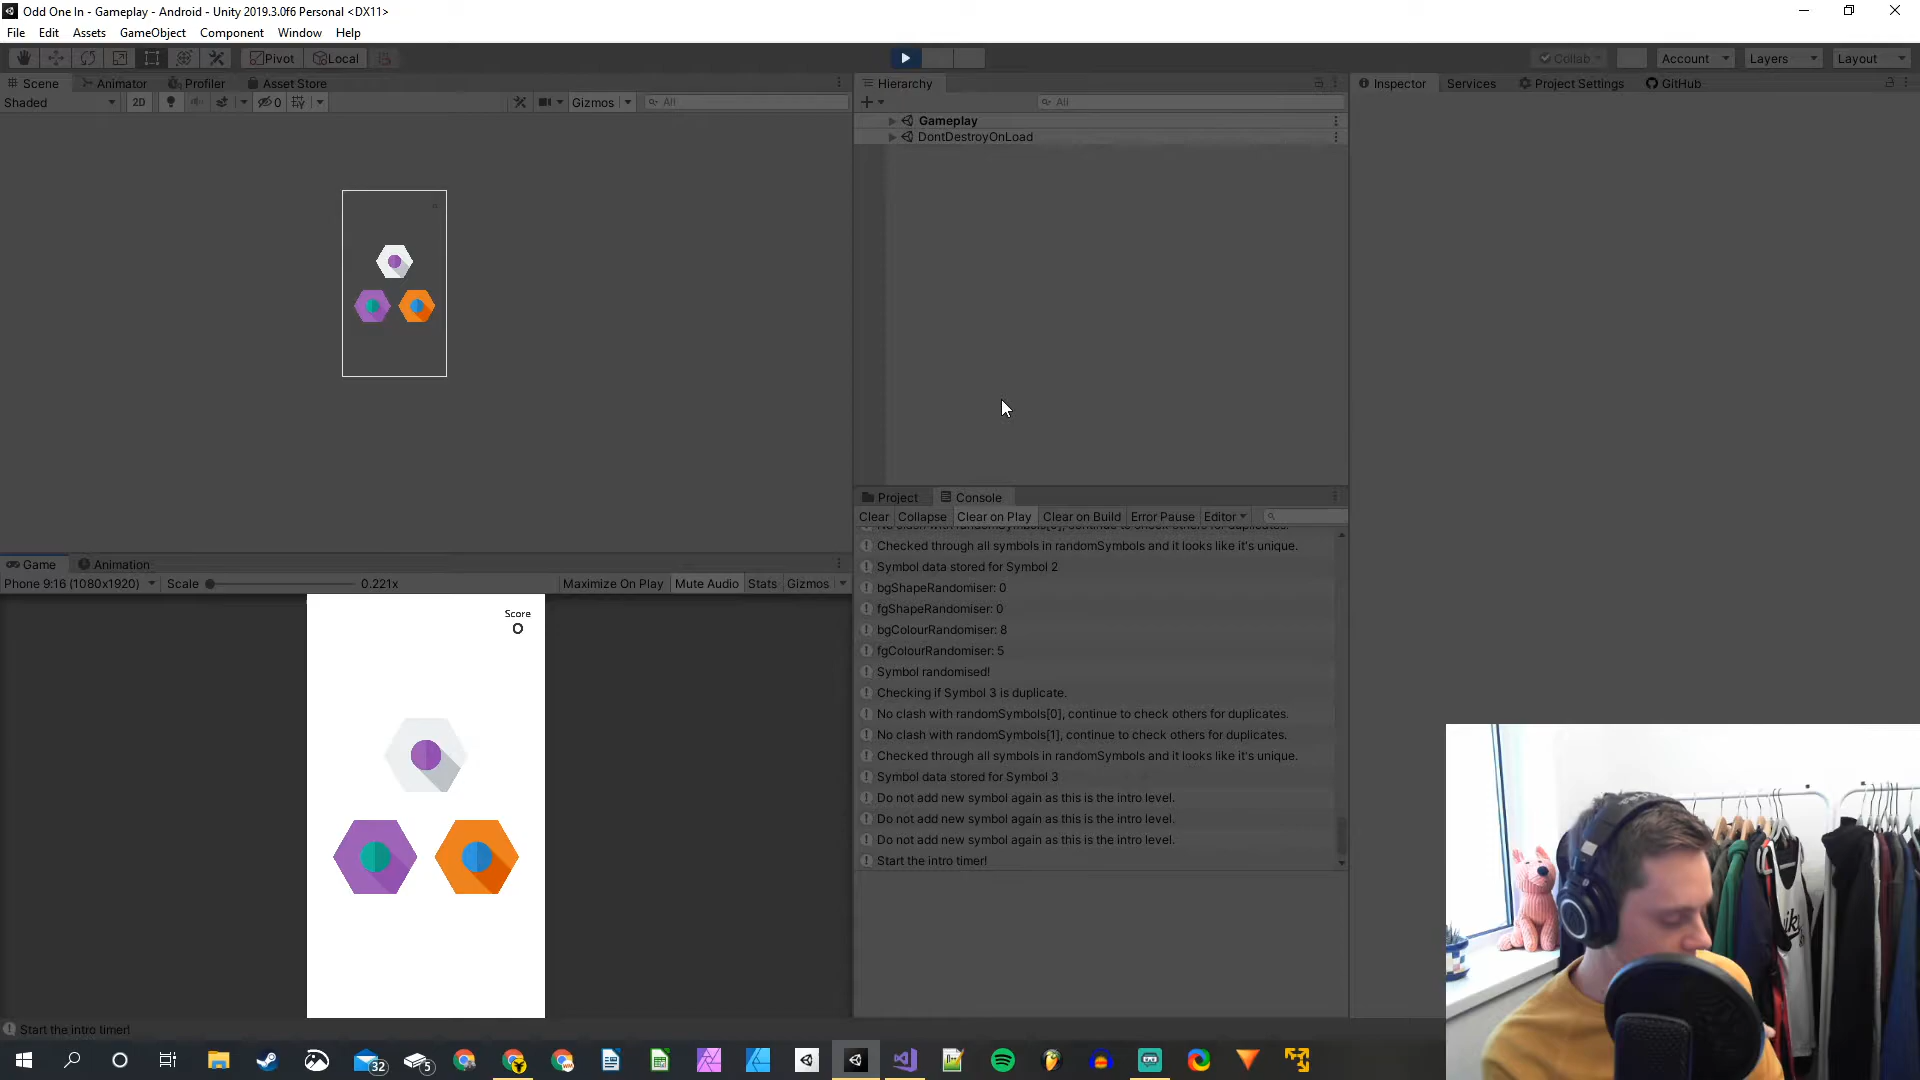 Odd One In - Gameplay - Android - Unity 2019.3.0f6 Personal <DX11>
File Edit Assets GameObject Component Window Help
Pivot Local Collab Account Layers Layout
Scene Animator Profiler Asset Store
Shaded 2D 0 Gizmos All
Hierarchy
All
Gameplay
DontDestroyOnLoad
Inspector Services Project Settings GitHub
Project Console
Clear Collapse Clear on Play Clear on Build Error Pause Editor
Checked through all symbols in randomSymbols and it looks like it's unique.
Symbol data stored for Symbol 2
bgShapeRandomiser: 0
fgShapeRandomiser: 0
bgColourRandomiser: 8
fgColourRandomiser: 5
Symbol randomised!
Checking if Symbol 3 is duplicate.
No clash with randomSymbols[0], continue to check others for duplicates.
No clash with randomSymbols[1], continue to check others for duplicates.
Checked through all symbols in randomSymbols and it looks like it's unique.
Symbol data stored for Symbol 3
Do not add new symbol again as this is the intro level.
Do not add new symbol again as this is the intro level.
Do not add new symbol again as this is the intro level.
Start the intro timer!
Game Animation
Phone 9:16 (1080x1920) Scale 0.221x Maximize On Play Mute Audio Stats Gizmos
Score
0
Start the intro timer!
32
5